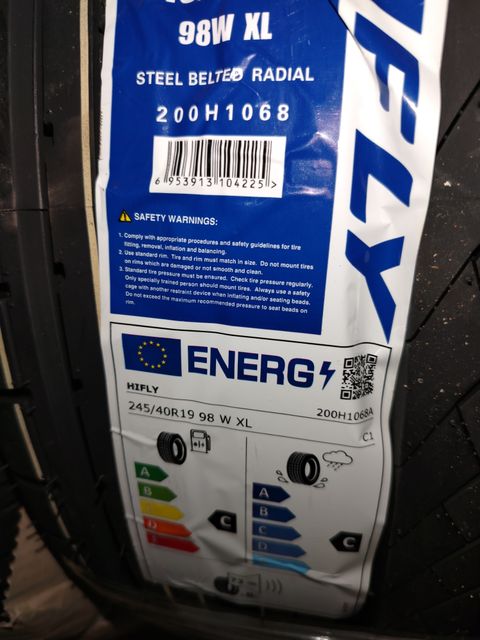 98W XL
STEEL BELTED RADIAL
200H1068
6 953913 104225 >
SAFETY WARNINGS:
1. Comply with appropriate procedures and safety guidelines for tire
fitting, removal, inflation and balancing.
2. Use standard rim. Tire and rim must match in size. Do not mount tires
on rims which are damaged or not smooth and clean.
3. Standard tire pressure must be ensured. Check tire pressure regularly.
Only specially trained person should mount tires. Always use a safety
cage with another restraint device when inflating and/or seating beads.
Do not exceed the maximum recommended pressure to seat beads on
rim.
IFLY
ENERG
HIFLY
200H1068A
245/40R19 98 W XL
C1
A
B
C
D
E
C
A
B
C
D
E
C